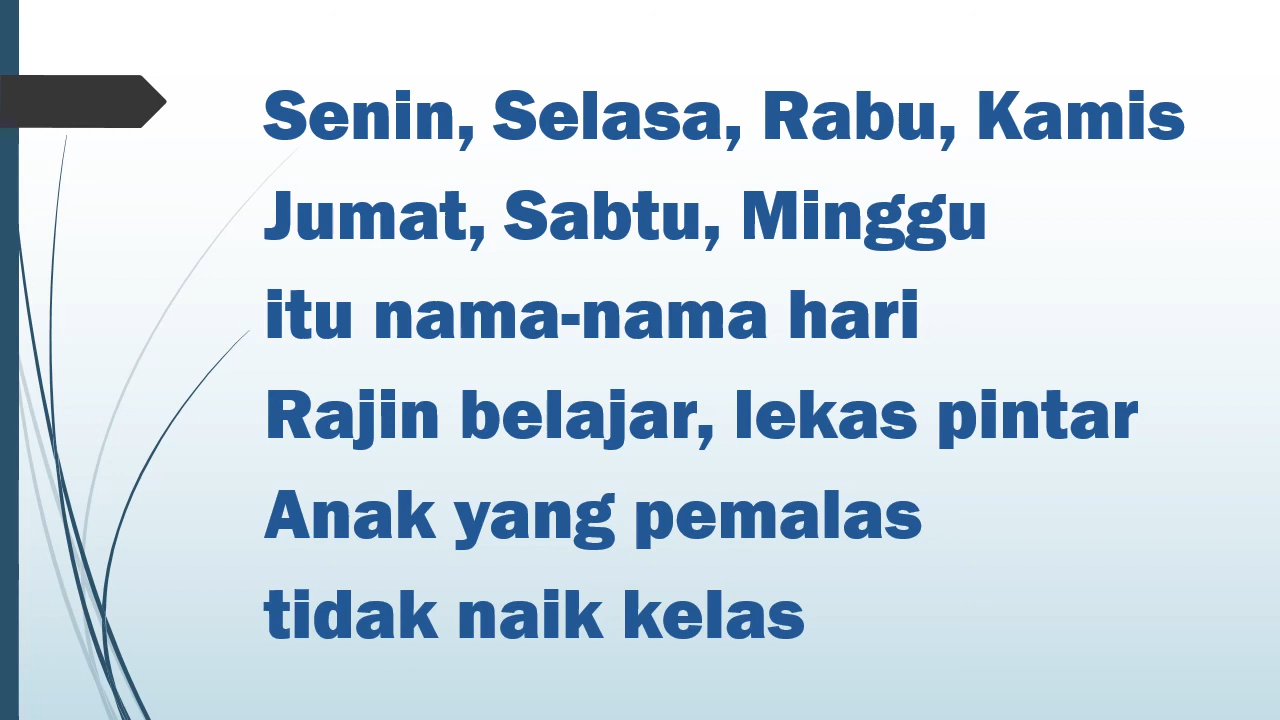 Senin, Selasa, Rabu, Kamis
Jumat, Sabtu, Minggu
itu nama-nama hari
Rajin belajar, lekas pintar
Anak yang pemalas
tidak naik kelas